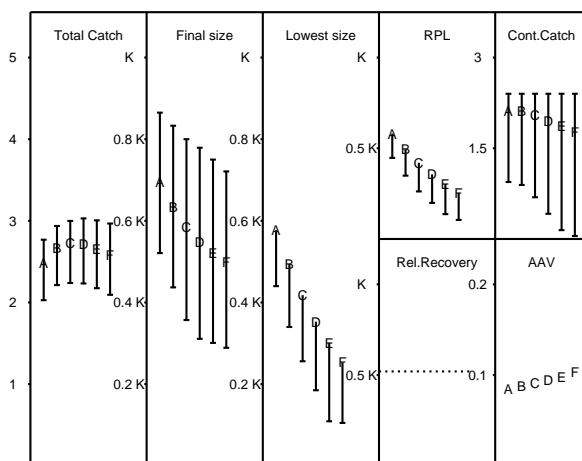 Total Catch Final size Lowest size RPL Cont.Catch
5 K K K 3
4 0.8 K 0.8 K 0.5 K 1.5
A B C D E F
A B C D E F
A B C D E F
A B C D E F
A B C D E F
3 0.6 K 0.6 K
Rel.Recovery AAV
2 0.4 K 0.4 K K 0.2
1 0.2 K 0.2 K 0.5 K 0.1
A B C D E F